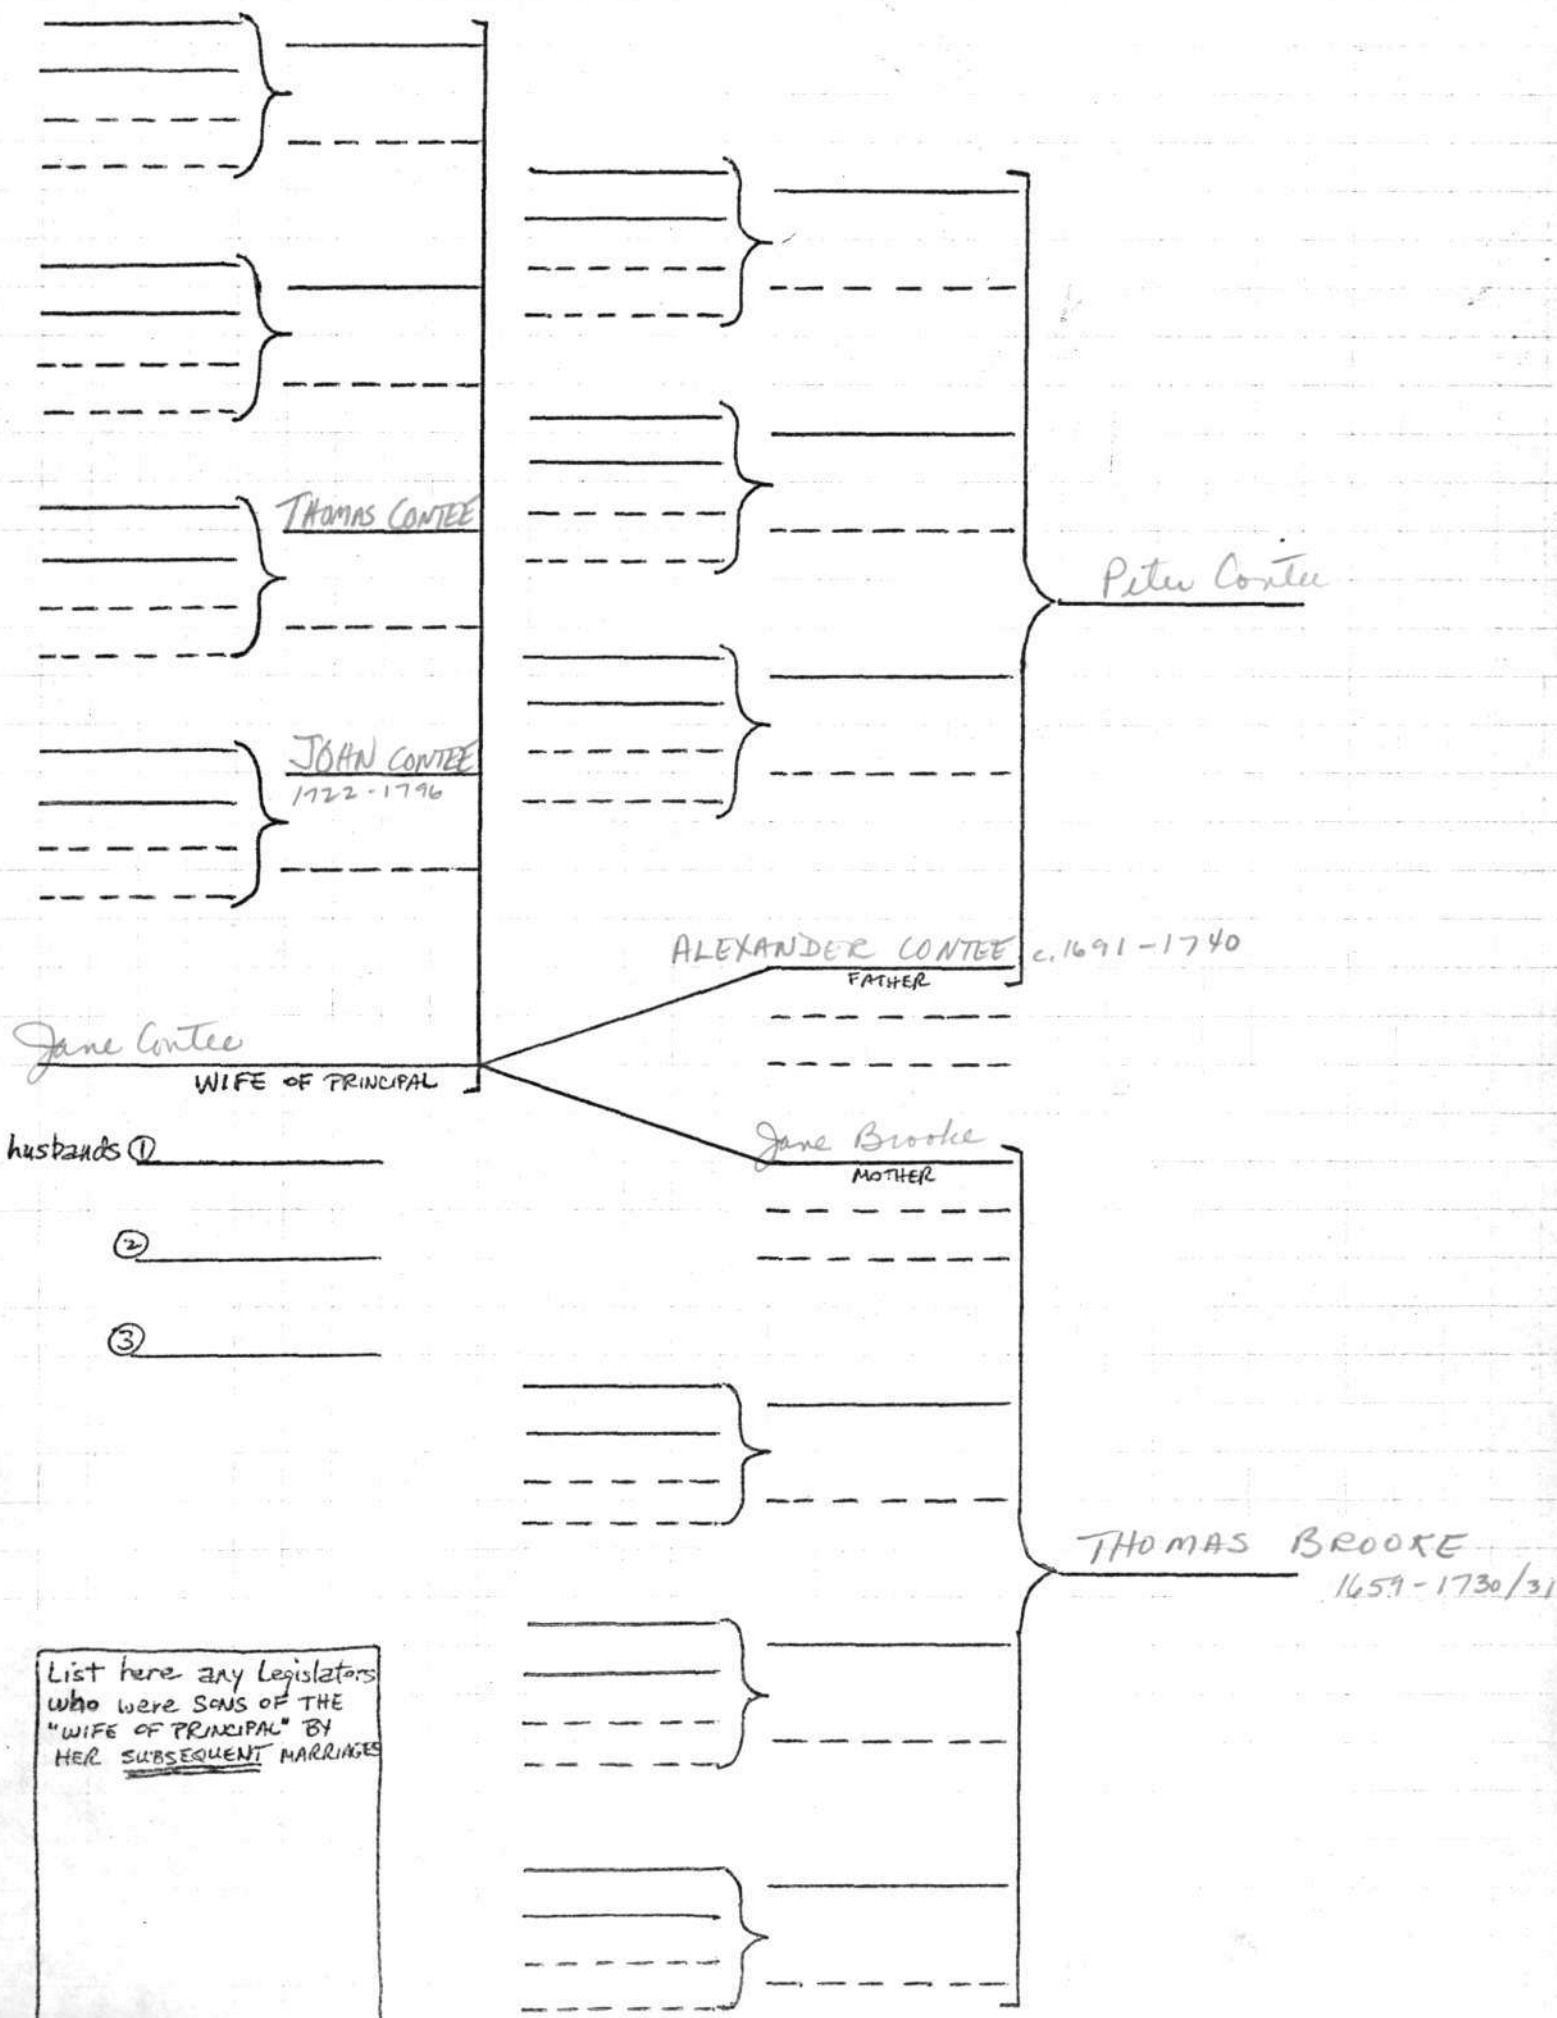 THOMAS CONTEE
Peter Contee
JOHN CONTEE
1722-1796
ALEXANDER CONTEE c.1691-1740
FATHER
Jane Contee
WIFE OF PRINCIPAL
Jane Brooke
MOTHER
husbands ①
②
③
THOMAS BROOKE
1659-1730/31
List here any Legislators
who were SONS OF THE
"WIFE OF PRINCIPAL" BY
HER SUBSEQUENT MARRIAGES